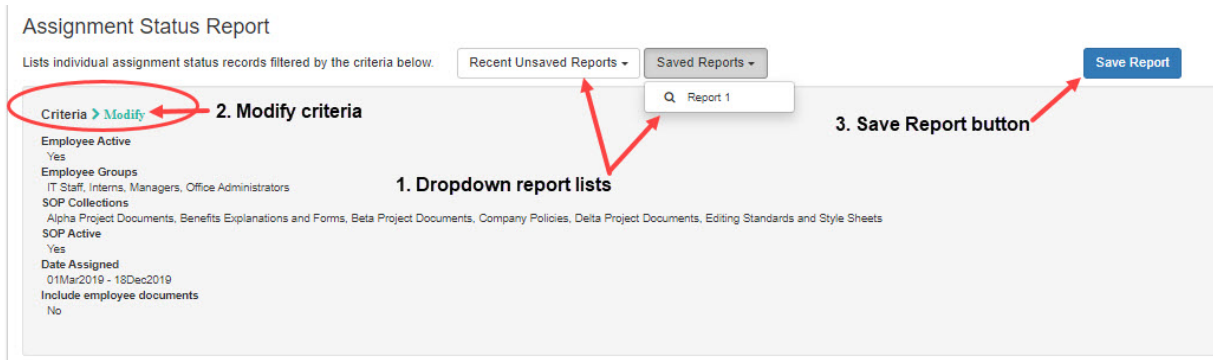 Assignment Status Report
Lists individual assignment status records filtered by the criteria below.
Recent Unsaved Reports
Saved Reports
Save Report
Report 1
Criteria > Modify
2. Modify criteria
3. Save Report button
Employee Active
Yes
Employee Groups
IT Staff, Interns, Managers, Office Administrators
1. Dropdown report lists
SOP Collections
Alpha Project Documents, Benefits Explanations and Forms, Beta Project Documents, Company Policies, Delta Project Documents, Editing Standards and Style Sheets
SOP Active
Yes
Date Assigned
01Mar2019 - 18Dec2019
Include employee documents
No